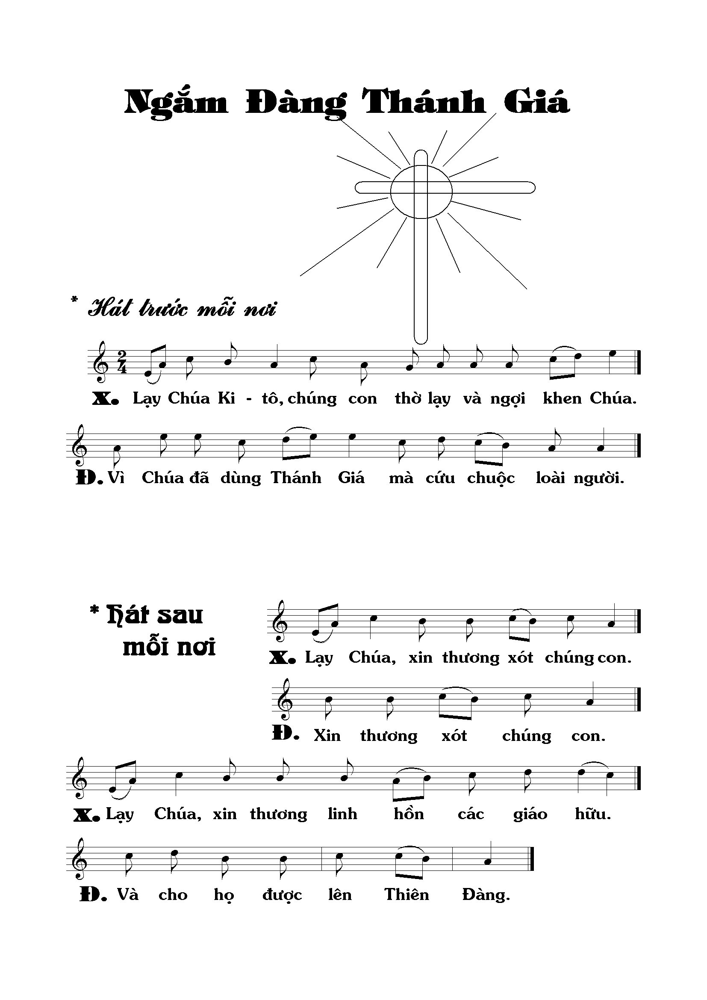 Ngắm Đàng Thánh Giá
* Hát trước mỗi nơi
2
4
X. Lạy Chúa Ki - tô, chúng con thờ lạy và ngợi khen Chúa.
Đ. Vì Chúa đã dùng Thánh Giá mà cứu chuộc loài người.
* Hát sau
mỗi nơi
X. Lạy Chúa, xin thương xót chúng con.
Đ. Xin thương xót chúng con.
X. Lạy Chúa, xin thương linh hồn các giáo hữu.
Đ. Và cho họ được lên Thiên Đàng.